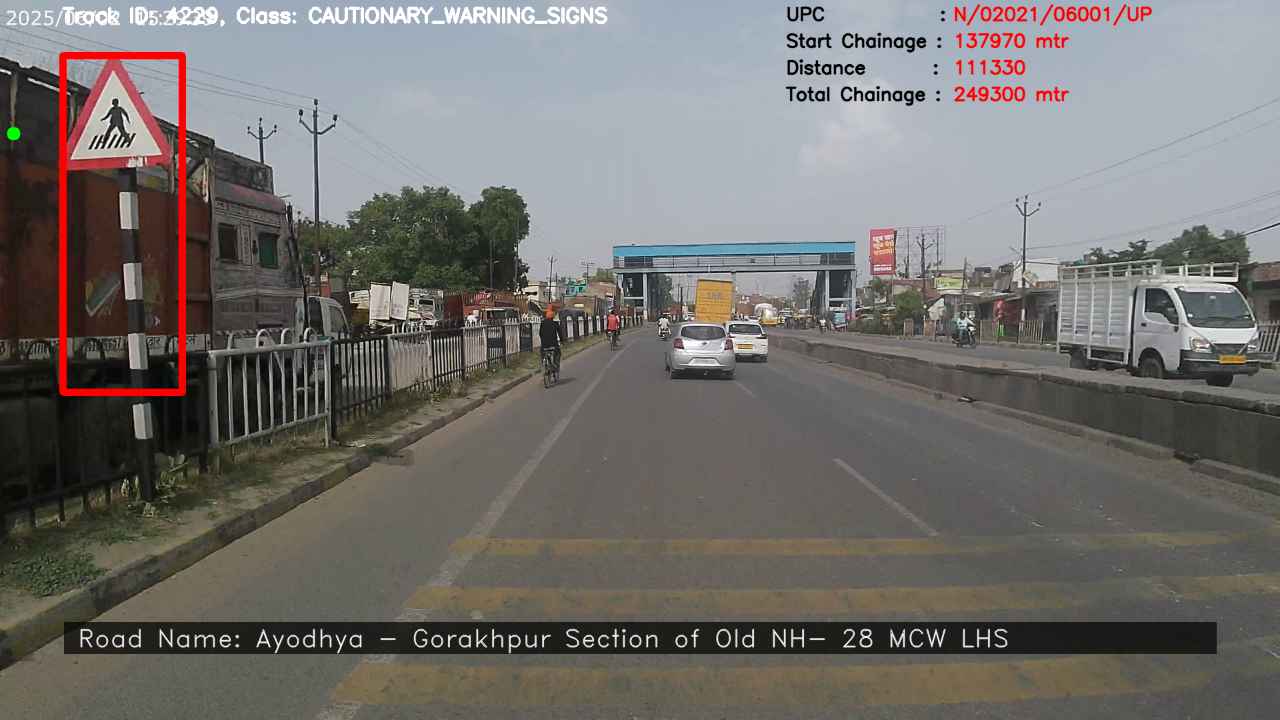 Track ID: 4229, Class: CAUTIONARY_WARNING_SIGNS
UPC : N/02021/06001/UP
Start Chainage : 137970 mtr
Distance : 111330
Total Chainage : 249300 mtr
Road Name: Ayodhya - Gorakhpur Section of Old NH- 28 MCW LHS